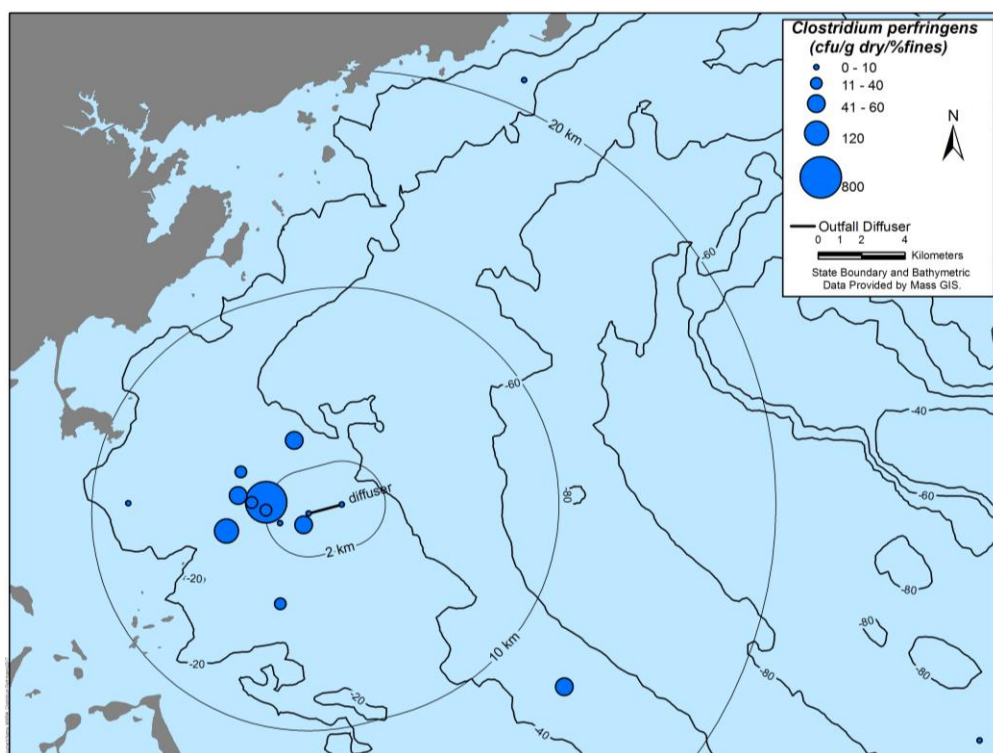 Clostridium perfringens
(cfu/g dry/%fines)
0 - 10
11 - 40
41 - 60
120
800
N
Outfall Diffuser
0 1 2 4
Kilometers
State Boundary and Bathymetric
Data Provided by Mass GIS.
20 km
-60
-60
-40
-60
-80
diffuser
2 km
-20
-20
-80
-80
-80
10 km
-20
-20
-80
-40